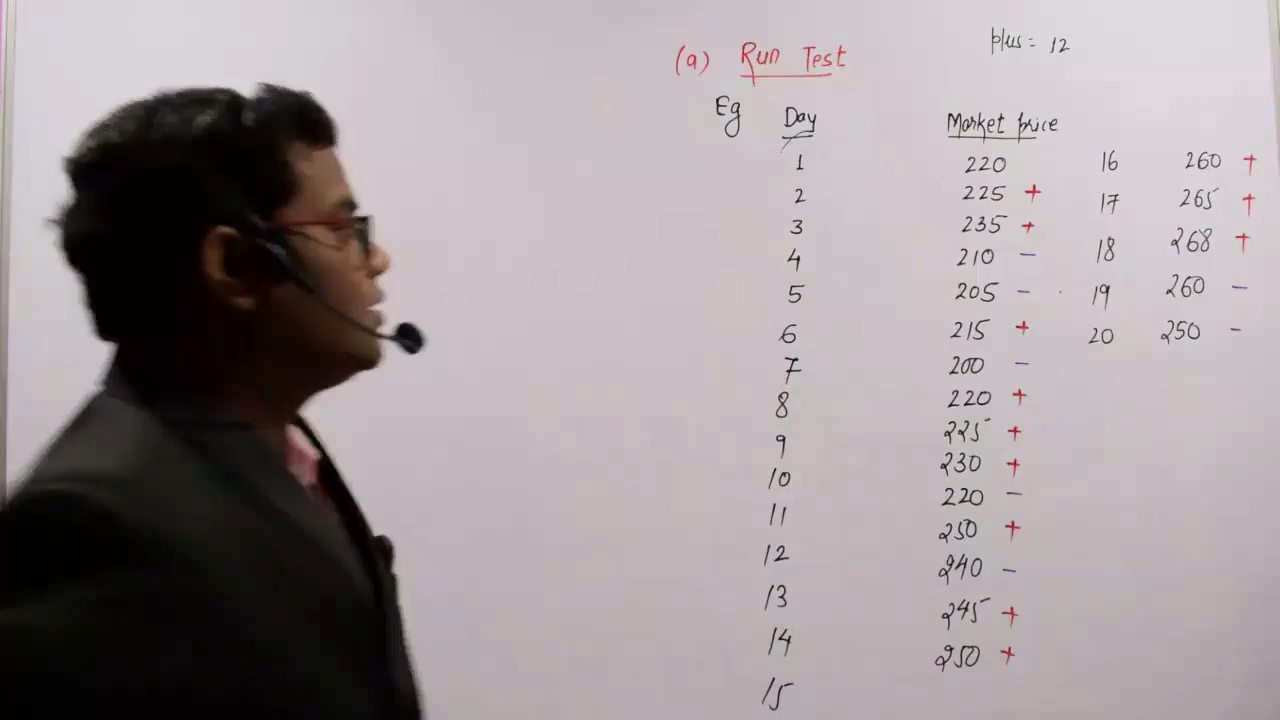 plus = 12
(a) Run Test
Eg Day Market price
1 220 16 260 +
2 225 + 17 265 +
3 235 + 18 268 +
4 210 - 19 260 -
5 205 - 20 250 -
6 215 +
7 200 -
8 220 +
9 225 +
10 230 +
11 220 -
12 250 +
13 240 -
14 245 +
15 250 +